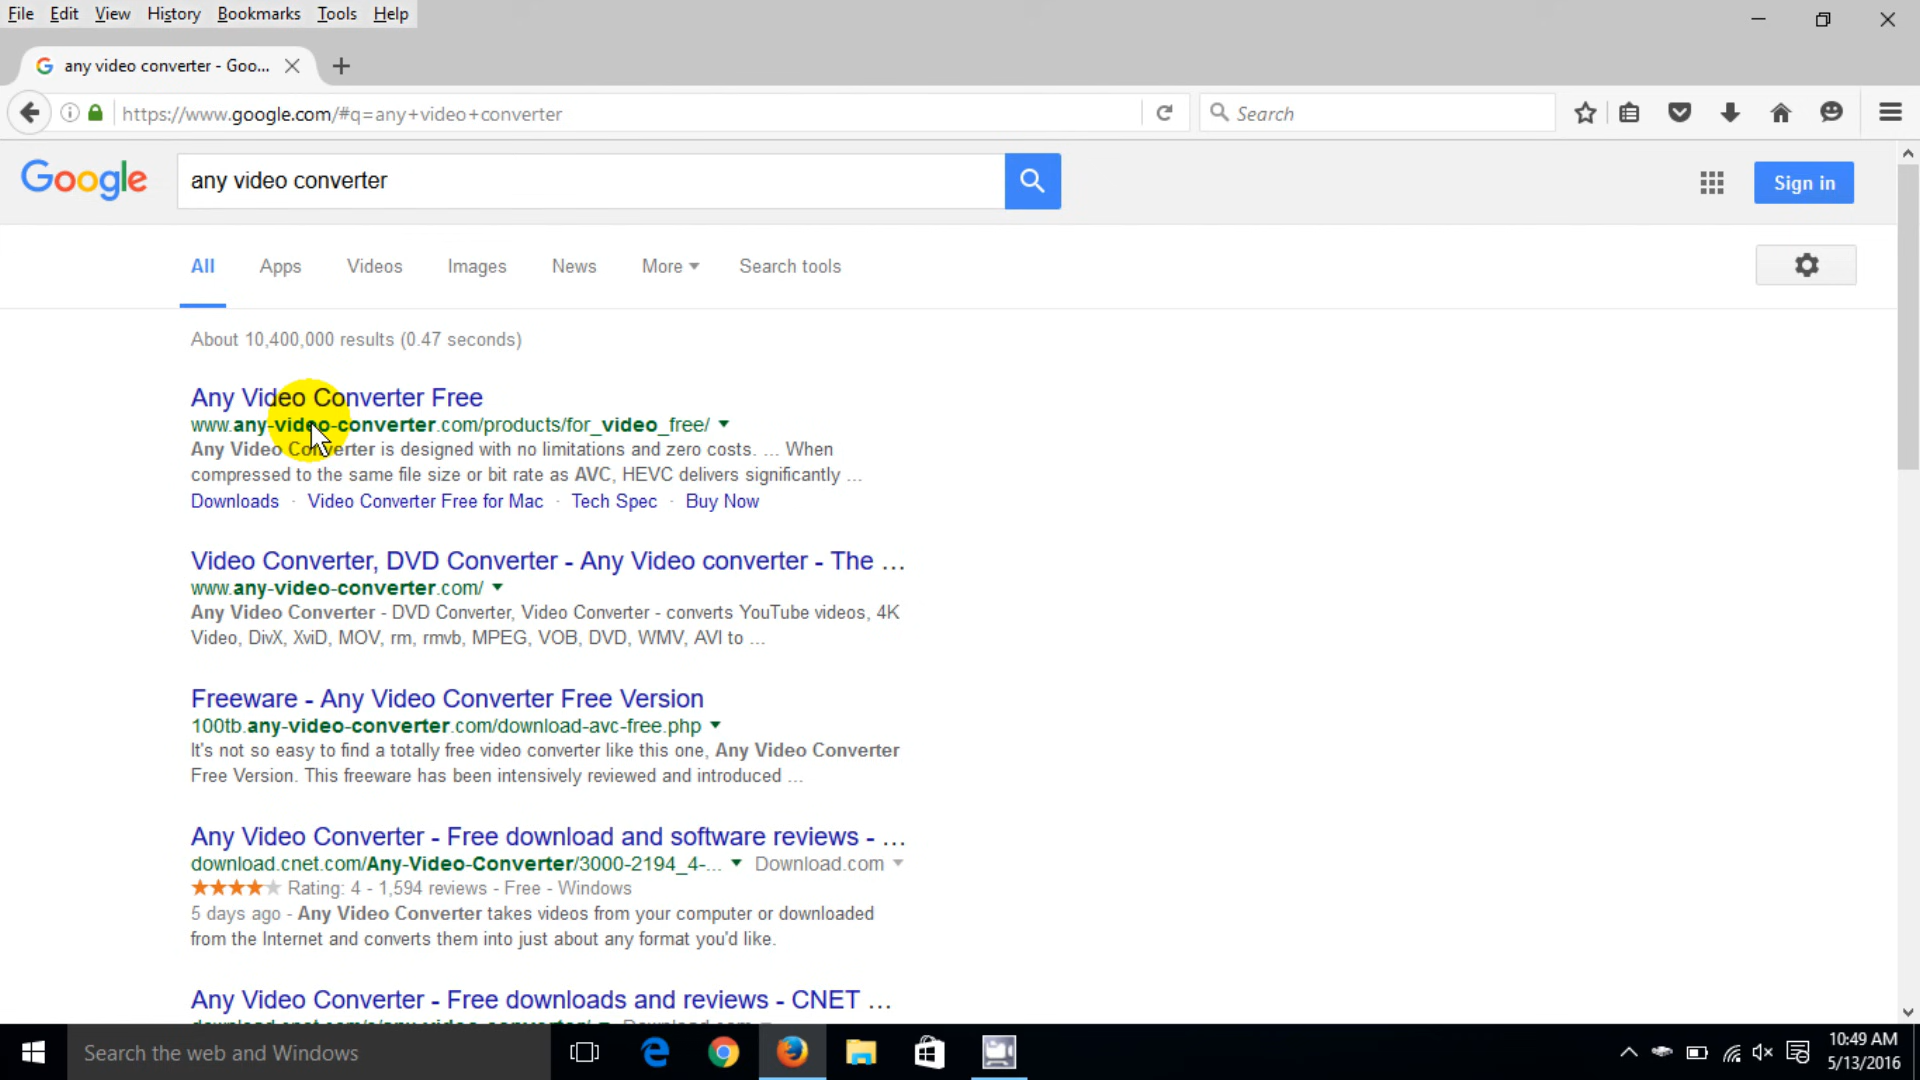 File Edit View History Bookmarks Tools Help
any video converter - Goo...
https://www.google.com/#q=any+video+converter
Search
Google
any video converter
Sign in
All Apps Videos Images News More Search tools
About 10,400,000 results (0.47 seconds)
Any Video Converter Free
www.any-video-converter.com/products/for_video_free/
Any Video Converter is designed with no limitations and zero costs. ... When
compressed to the same file size or bit rate as AVC, HEVC delivers significantly ...
Downloads · Video Converter Free for Mac · Tech Spec · Buy Now
Video Converter, DVD Converter - Any Video converter - The ...
www.any-video-converter.com/
Any Video Converter - DVD Converter, Video Converter - converts YouTube videos, 4K
Video, DivX, XviD, MOV, rm, rmvb, MPEG, VOB, DVD, WMV, AVI to ...
Freeware - Any Video Converter Free Version
100tb.any-video-converter.com/download-avc-free.php
It's not so easy to find a totally free video converter like this one, Any Video Converter
Free Version. This freeware has been intensively reviewed and introduced ...
Any Video Converter - Free download and software reviews - ...
download.cnet.com/Any-Video-Converter/3000-2194_4-... Download.com
Rating: 4 - 1,594 reviews - Free - Windows
5 days ago - Any Video Converter takes videos from your computer or downloaded
from the Internet and converts them into just about any format you'd like.
Any Video Converter - Free downloads and reviews - CNET ...
Search the web and Windows
10:49 AM
5/13/2016